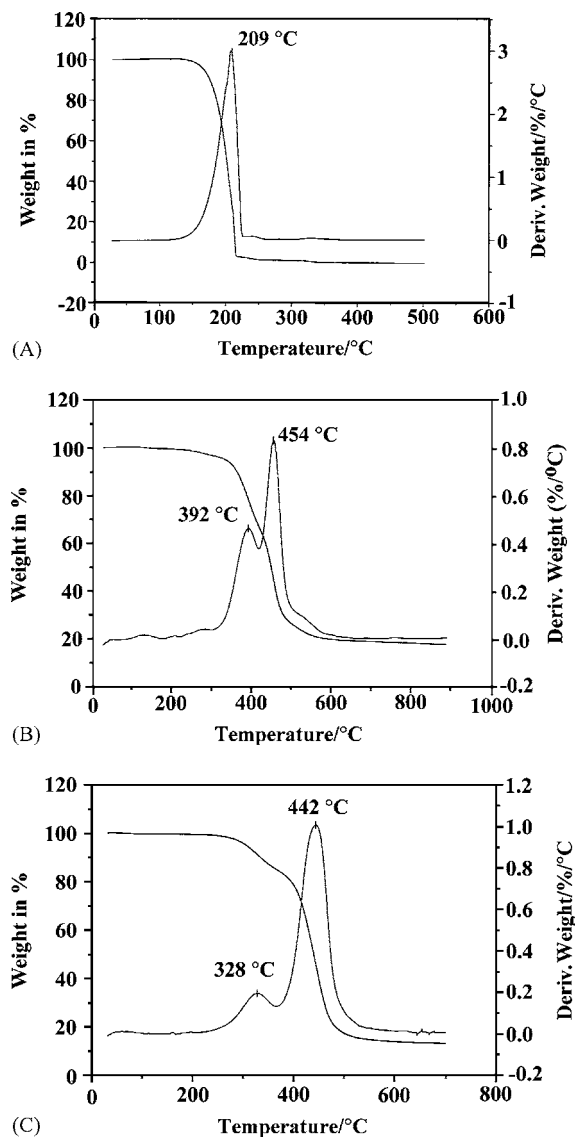 209 °C
120
100
80
60
40
20
0
-20
Weight in %
3
2
1
0
-1
Deriv. Weight/%/°C
0 100 200 300 400 500 600
Temperateure/°C
(A)
454 °C
392 °C
120
100
80
60
40
20
0
Weight in %
1.0
0.8
0.6
0.4
0.2
0.0
-0.2
Deriv. Weight (%/⁰C)
0 200 400 600 800 1000
Temperature/°C
(B)
442 °C
328 °C
120
100
80
60
40
20
0
Weight in %
1.2
1.0
0.8
0.6
0.4
0.2
0.0
-0.2
Deriv.Weight/%/°C
0 200 400 600 800
Temperature/°C
(C)